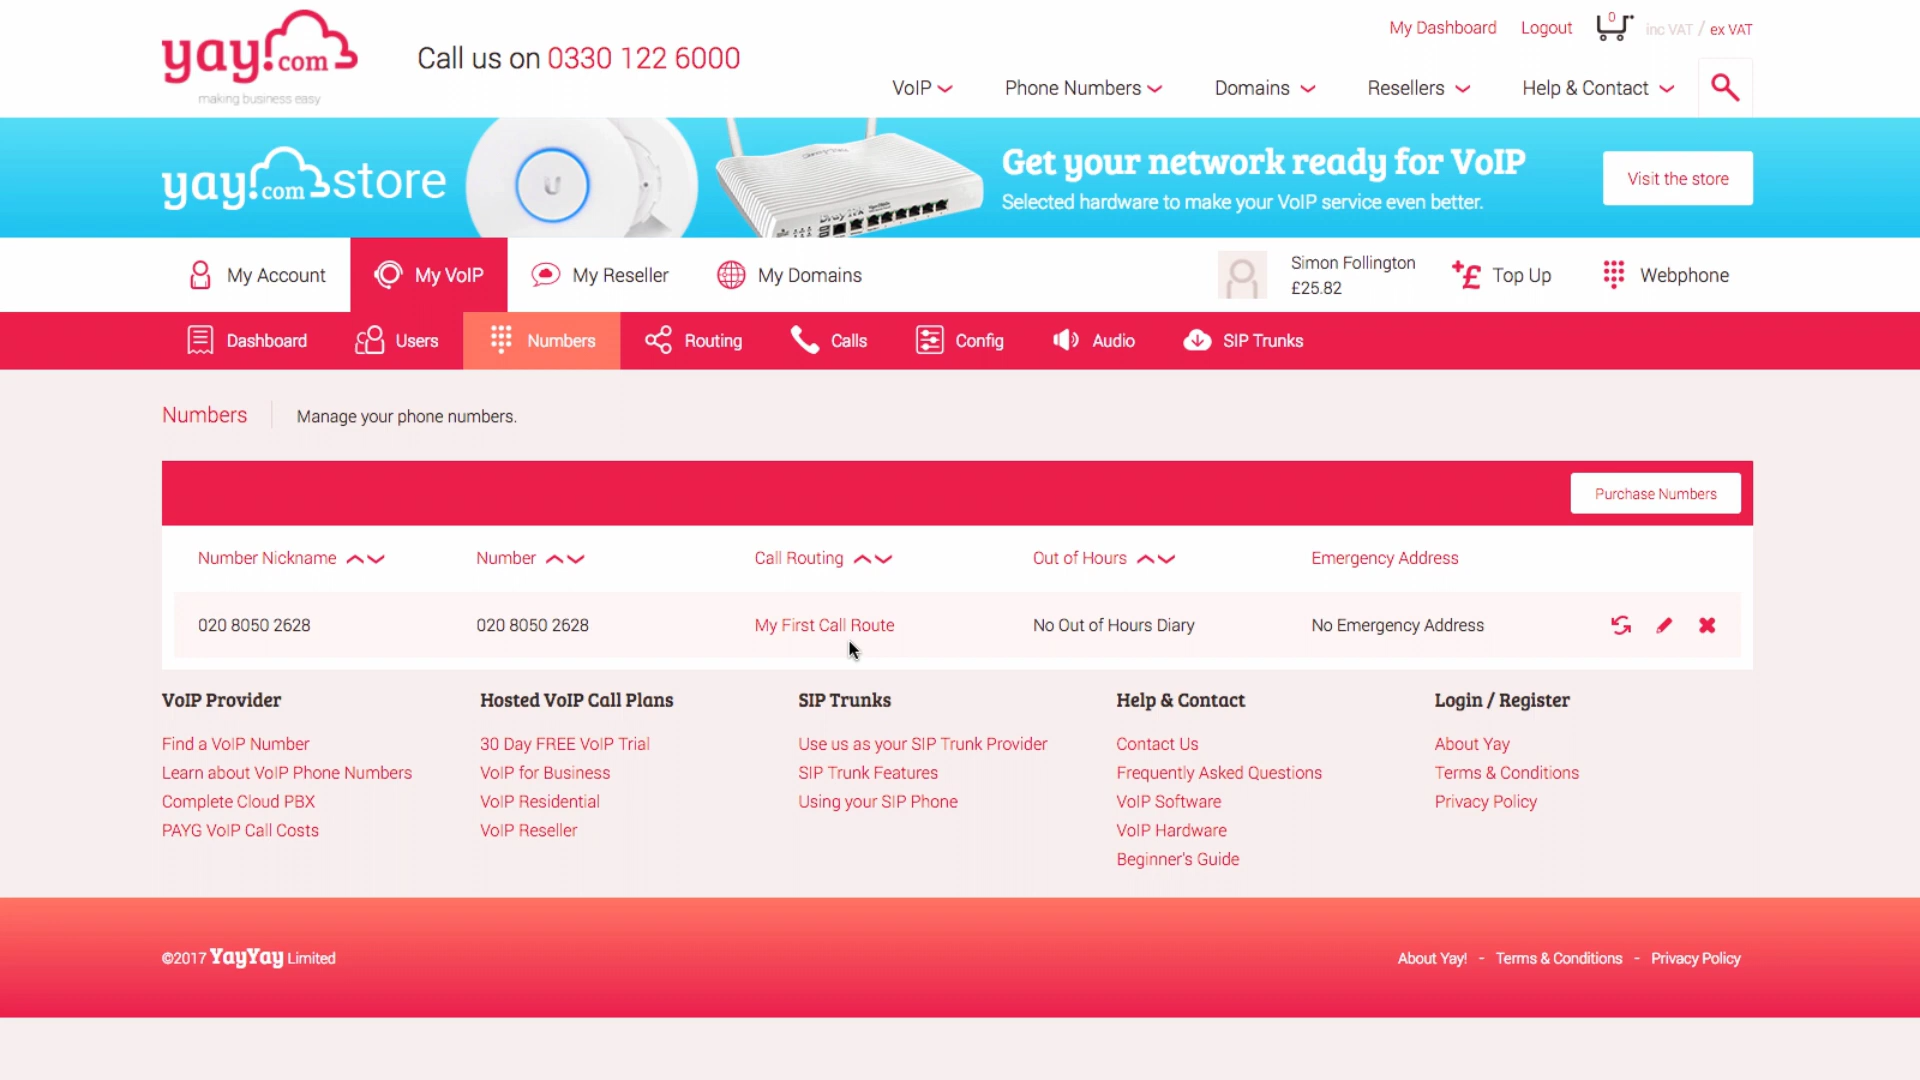 My Dashboard Logout 0 inc VAT / ex VAT
yay!.com
making business easy
Call us on 0330 122 6000
VoIP Phone Numbers Domains Resellers Help & Contact
yay!.com store
U
DrayTek
Get your network ready for VoIP
Selected hardware to make your VoIP service even better.
Visit the store
My Account My VoIP My Reseller My Domains
Simon Follington
£25.82
+£ Top Up Webphone
Dashboard Users Numbers Routing Calls Config Audio SIP Trunks
Numbers Manage your phone numbers.
Purchase Numbers
Number Nickname Number Call Routing Out of Hours Emergency Address
020 8050 2628 020 8050 2628 My First Call Route No Out of Hours Diary No Emergency Address
VoIP Provider
Find a VoIP Number
Learn about VoIP Phone Numbers
Complete Cloud PBX
PAYG VoIP Call Costs
Hosted VoIP Call Plans
30 Day FREE VoIP Trial
VoIP for Business
VoIP Residential
VoIP Reseller
SIP Trunks
Use us as your SIP Trunk Provider
SIP Trunk Features
Using your SIP Phone
Help & Contact
Contact Us
Frequently Asked Questions
VoIP Software
VoIP Hardware
Beginner's Guide
Login / Register
About Yay
Terms & Conditions
Privacy Policy
©2017 YayYay Limited
About Yay! - Terms & Conditions - Privacy Policy